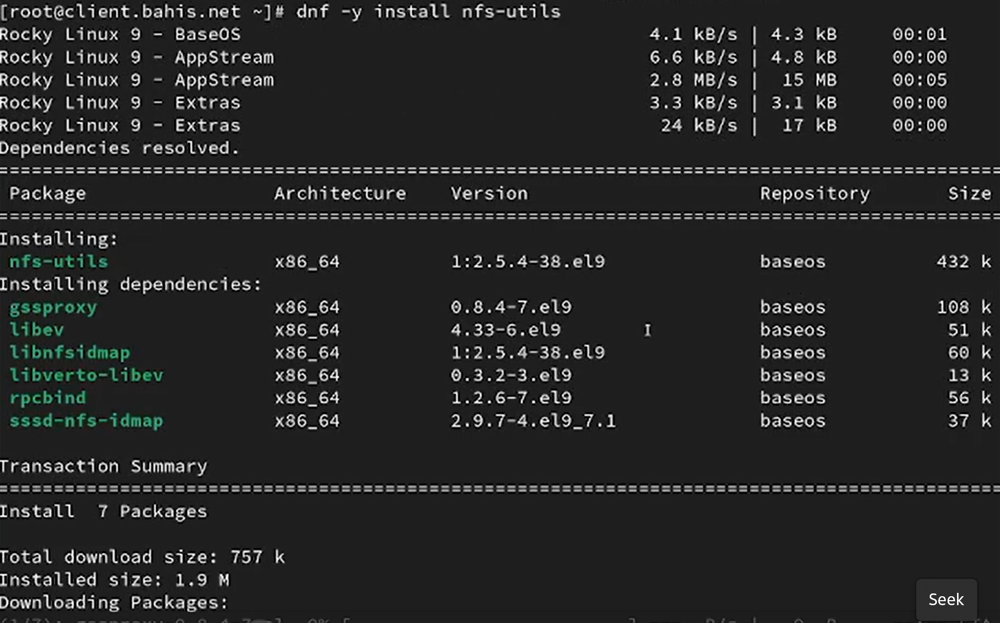 [root@client.bahis.net ~]# dnf -y install nfs-utils
Rocky Linux 9 - BaseOS 4.1 kB/s | 4.3 kB 00:01
Rocky Linux 9 - AppStream 6.6 kB/s | 4.8 kB 00:00
Rocky Linux 9 - AppStream 2.8 MB/s | 15 MB 00:05
Rocky Linux 9 - Extras 3.3 kB/s | 3.1 kB 00:00
Rocky Linux 9 - Extras 24 kB/s | 17 kB 00:00
Dependencies resolved.
Package Architecture Version Repository Size
Installing:
nfs-utils x86_64 1:2.5.4-38.el9 baseos 432 k
Installing dependencies:
gssproxy x86_64 0.8.4-7.el9 baseos 108 k
libev x86_64 4.33-6.el9 baseos 51 k
libnfsidmap x86_64 1:2.5.4-38.el9 baseos 60 k
libverto-libev x86_64 0.3.2-3.el9 baseos 13 k
rpcbind x86_64 1.2.6-7.el9 baseos 56 k
sssd-nfs-idmap x86_64 2.9.7-4.el9_7.1 baseos 37 k
Transaction Summary
Install 7 Packages
Total download size: 757 k
Installed size: 1.9 M
Downloading Packages:
Seek